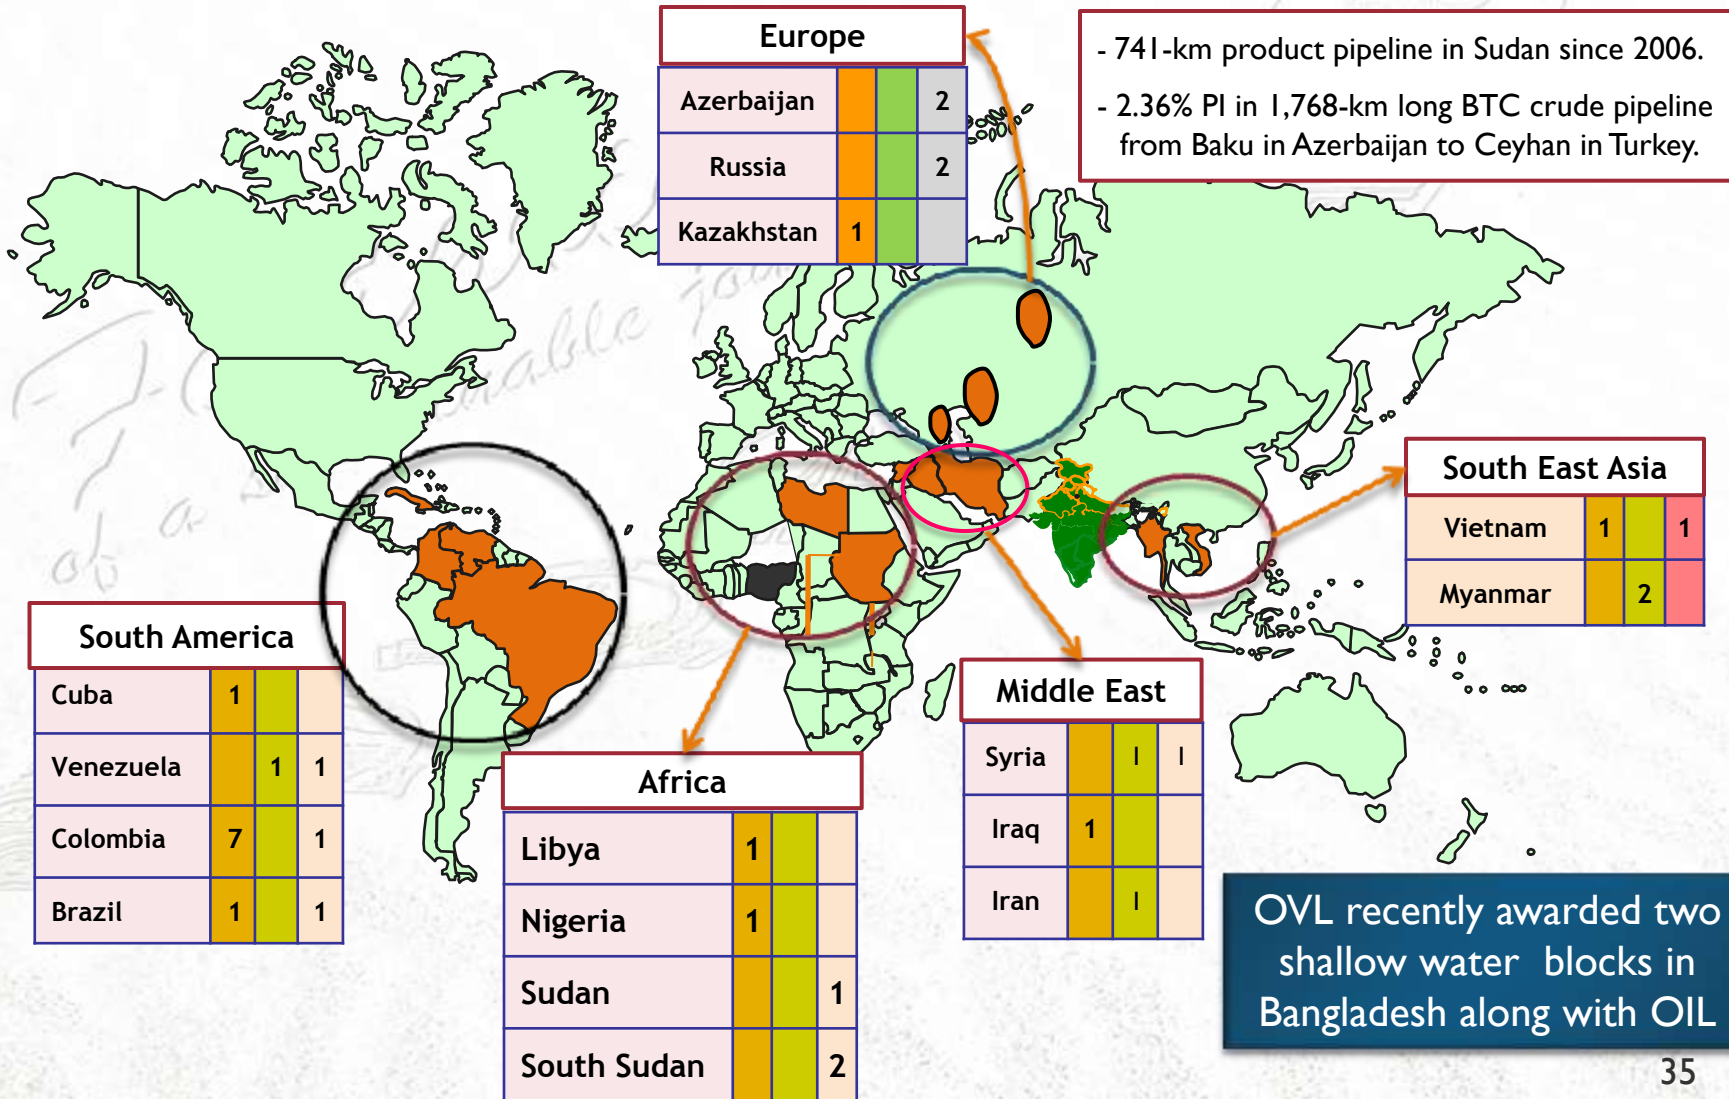 Europe
Azerbaijan 2
Russia 2
Kazakhstan 1
- 741-km product pipeline in Sudan since 2006.
- 2.36% PI in 1,768-km long BTC crude pipeline
from Baku in Azerbaijan to Ceyhan in Turkey.
South East Asia
Vietnam 1 1
Myanmar 2
South America
Cuba 1
Venezuela 1 1
Colombia 7 1
Brazil 1 1
Africa
Libya 1
Nigeria 1
Sudan 1
South Sudan 2
Middle East
Syria 1 1
Iraq 1
Iran 1
OVL recently awarded two
shallow water blocks in
Bangladesh along with OIL
35